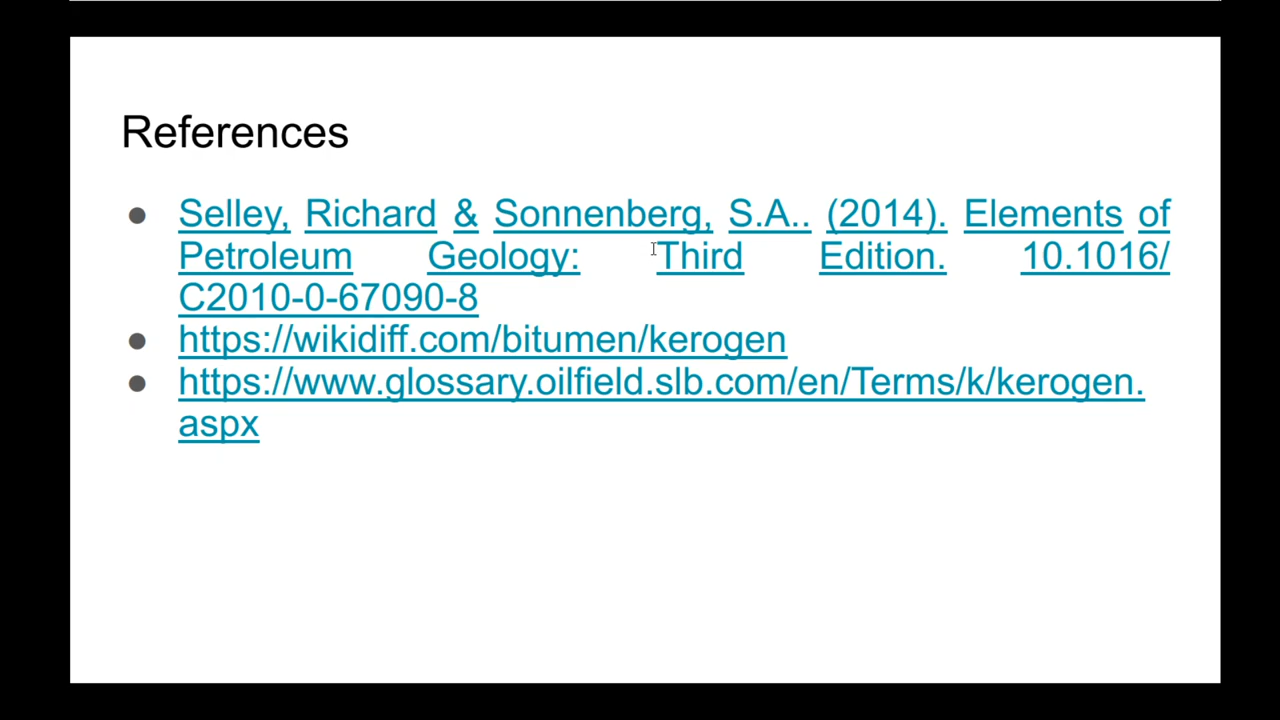 References
● Selley, Richard & Sonnenberg, S.A.. (2014). Elements of
Petroleum Geology: Third Edition. 10.1016/
C2010-0-67090-8
● https://wikidiff.com/bitumen/kerogen
● https://www.glossary.oilfield.slb.com/en/Terms/k/kerogen.
aspx